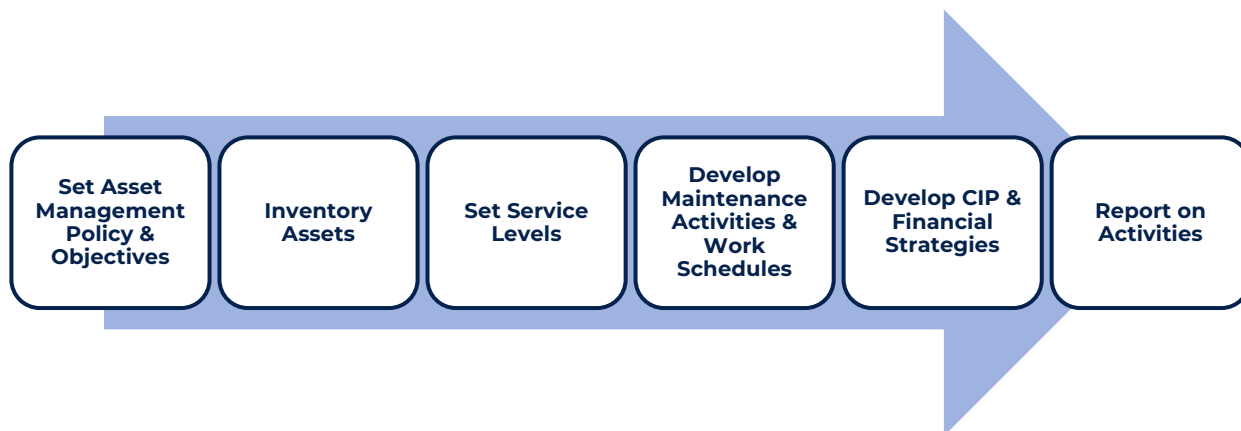 Set Asset
Management
Policy &
Objectives
Inventory
Assets
Set Service
Levels
Develop
Maintenance
Activities &
Work
Schedules
Develop CIP &
Financial
Strategies
Report on
Activities